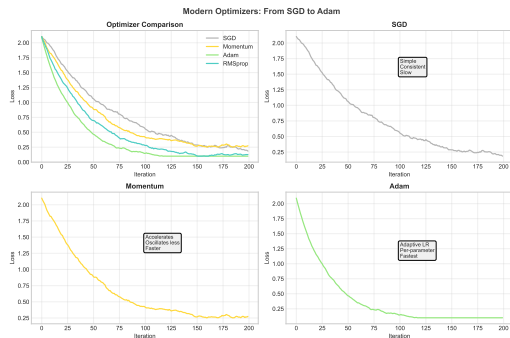 Modern Optimizers: From SGD to Adam
Optimizer Comparison
SGD
Momentum
Adam
RMSprop
Loss
2.00
1.75
1.50
1.25
1.00
0.75
0.50
0.25
0.00
0 25 50 75 100 125 150 175 200
Iteration
SGD
Simple
Consistent
Slow
Loss
2.00
1.75
1.50
1.25
1.00
0.75
0.50
0.25
0 25 50 75 100 125 150 175 200
Iteration
Momentum
Accelerates
Oscillates less
Faster
Loss
2.00
1.75
1.50
1.25
1.00
0.75
0.50
0.25
0 25 50 75 100 125 150 175 200
Iteration
Adam
Adaptive LR
Per-parameter
Fastest
Loss
2.00
1.75
1.50
1.25
1.00
0.75
0.50
0.25
0 25 50 75 100 125 150 175 200
Iteration